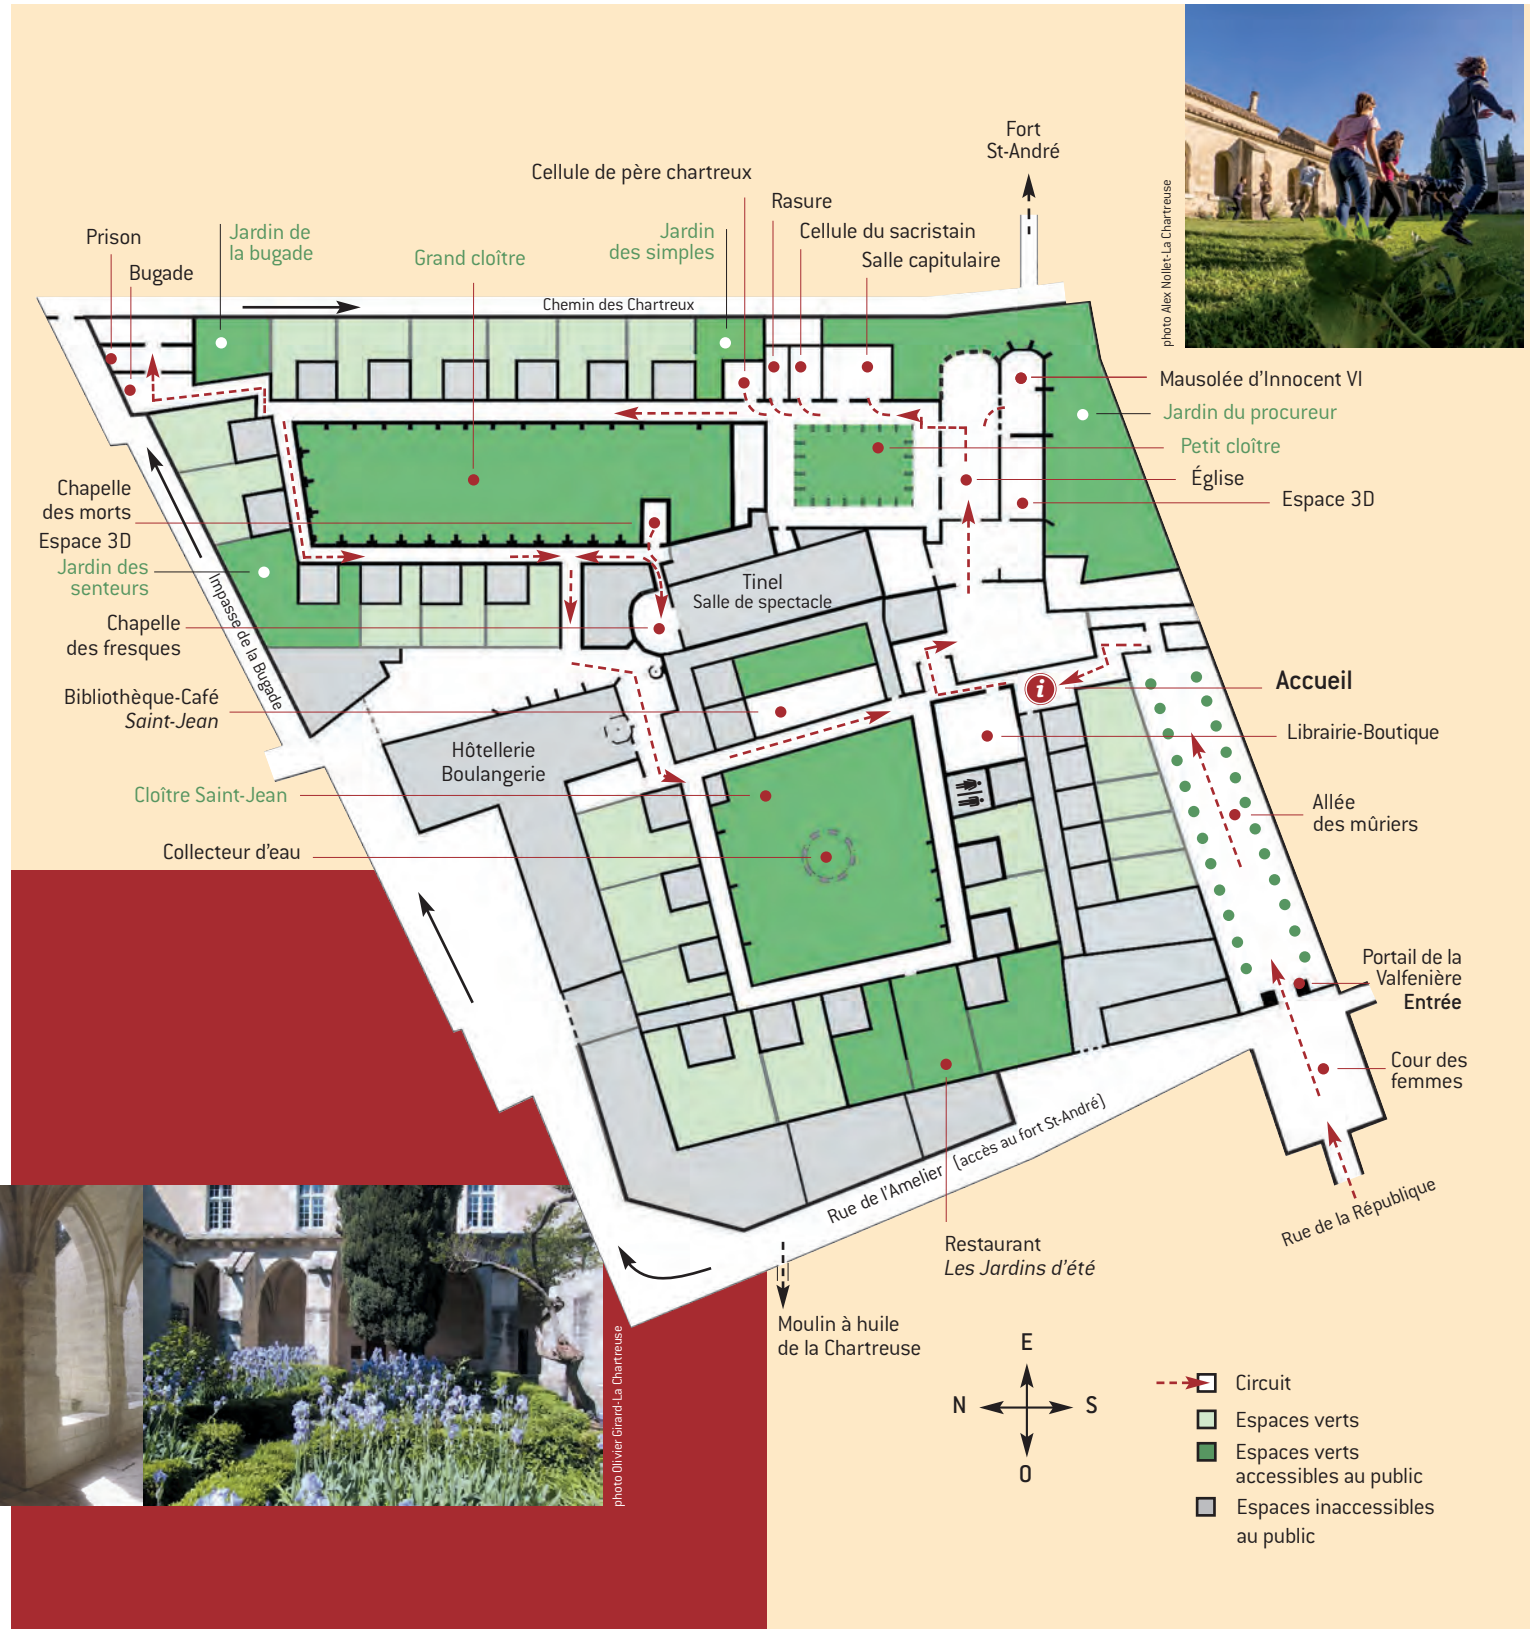 photo Alex Nollet-La Chartreuse
Fort
St-André
Cellule de père chartreux
Rasure
Cellule du sacristain
Salle capitulaire
Jardin
des simples
Grand cloître
Jardin de
la bugade
Prison
Bugade
Chemin des Chartreux
Mausolée d'Innocent VI
Jardin du procureur
Petit cloître
Église
Espace 3D
Chapelle
des morts
Espace 3D
Jardin des
senteurs
Chapelle
des fresques
Impasse de la Bugade
Tinel
Salle de spectacle
Bibliothèque-Café
Saint-Jean
Hôtellerie
Boulangerie
Cloître Saint-Jean
Collecteur d'eau
i
Accueil
Librairie-Boutique
Allée
des mûriers
Portail de la
Valfenière
Entrée
Cour des
femmes
Rue de la République
Rue de l'Amelier (accès au fort St-André)
Restaurant
Les Jardins d'été
Moulin à huile
de la Chartreuse
photo Olivier Girard-La Chartreuse
E
N
S
O
Circuit
Espaces verts
Espaces verts
accessibles au public
Espaces inaccessibles
au public